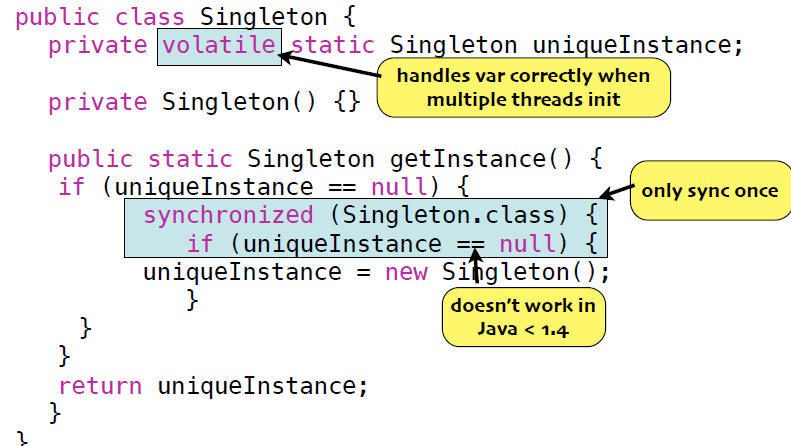 public class Singleton {
private volatile static Singleton uniqueInstance;
handles var correctly when
multiple threads init
private Singleton() {}
public static Singleton getInstance() {
if (uniqueInstance == null) {
only sync once
synchronized (Singleton.class) {
if (uniqueInstance == null) {
uniqueInstance = new Singleton();
}
doesn't work in
Java < 1.4
}
}
return uniqueInstance;
}
}